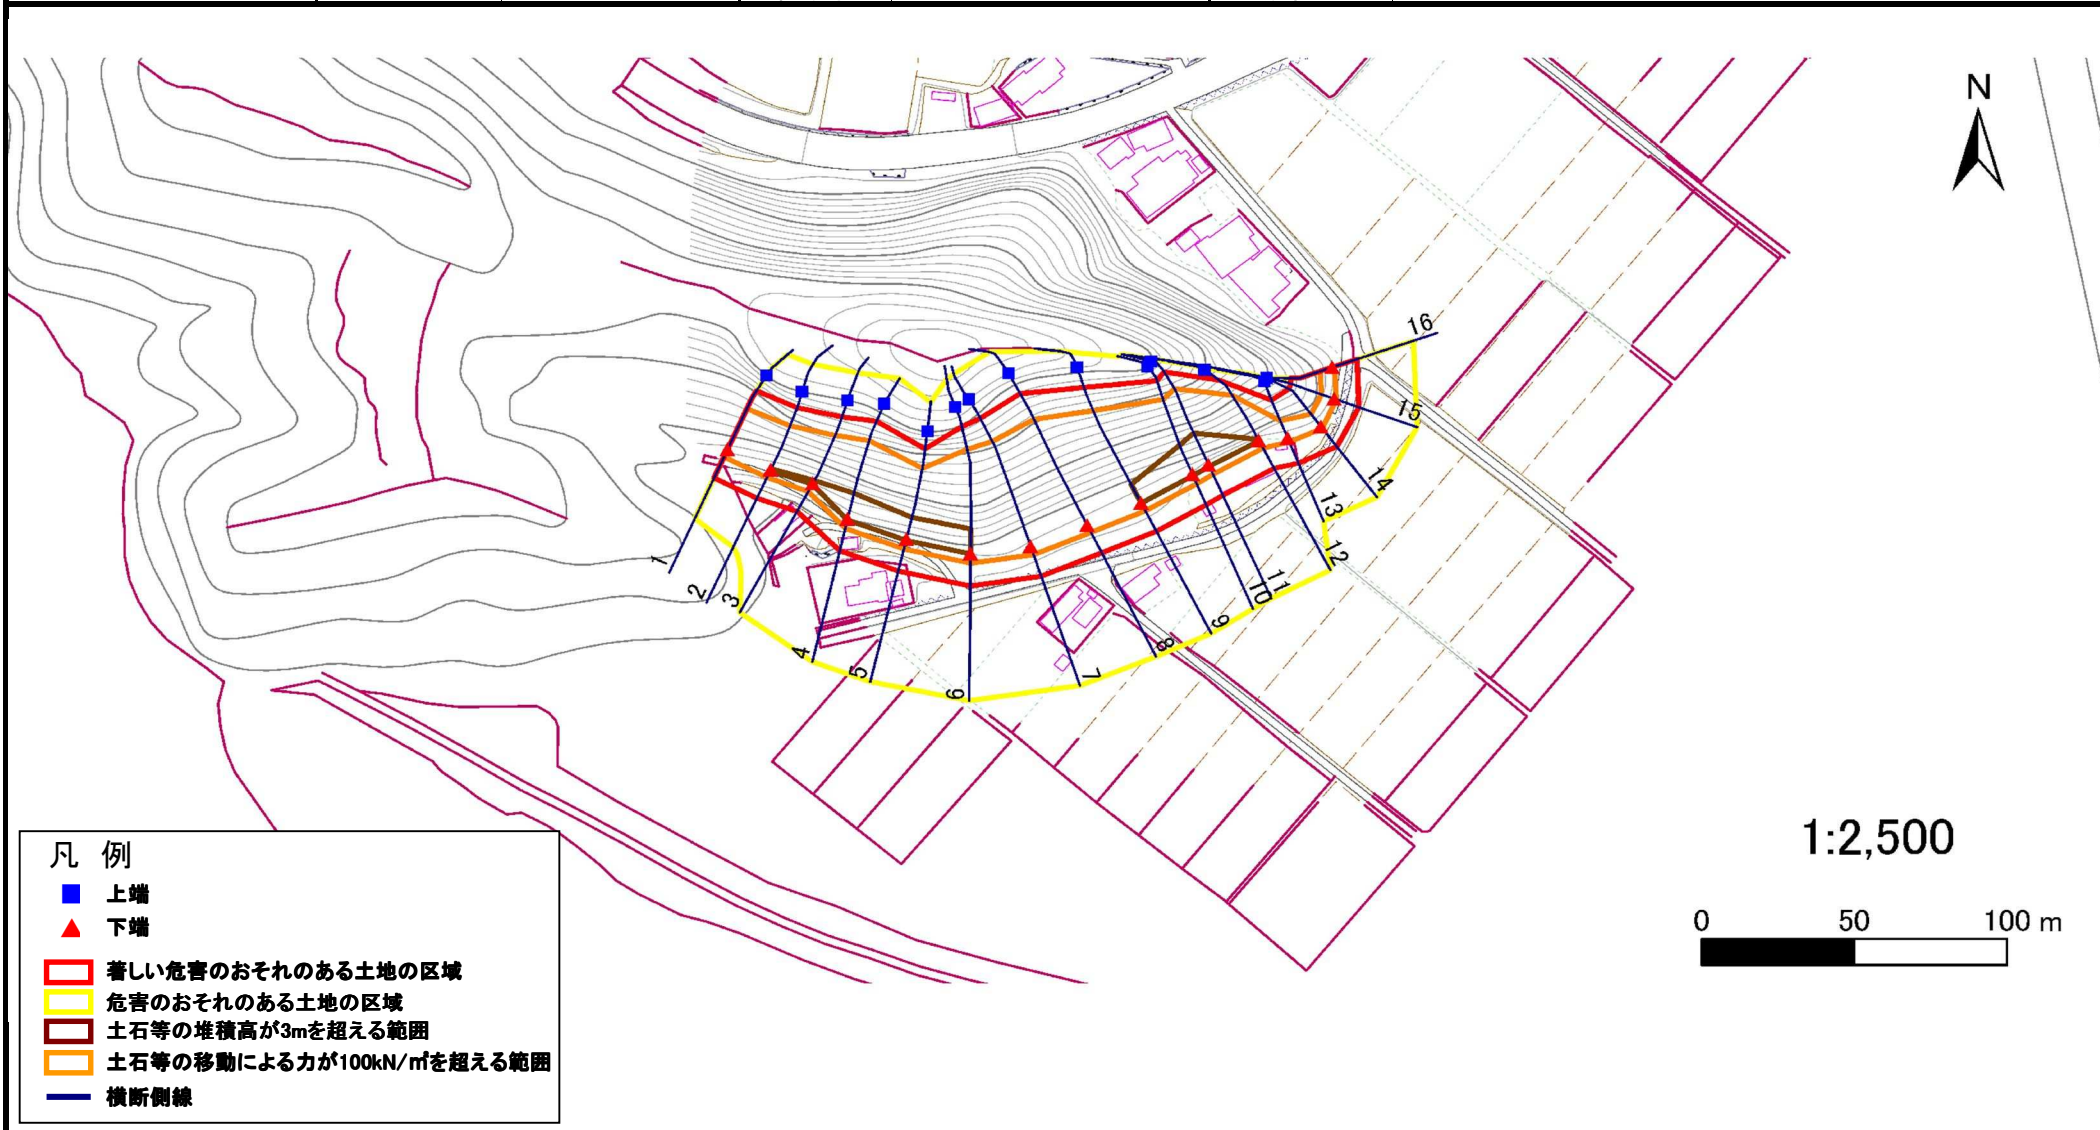 N
16
15
14
13
12
11
10
9
8
7
6
5
4
3
2
1
1:2,500
0 50 100 m
凡 例
上端
下端
著しい危害のおそれのある土地の区域
危害のおそれのある土地の区域
土石等の堆積高が3mを超える範囲
土石等の移動による力が100kN/㎡を超える範囲
横断側線